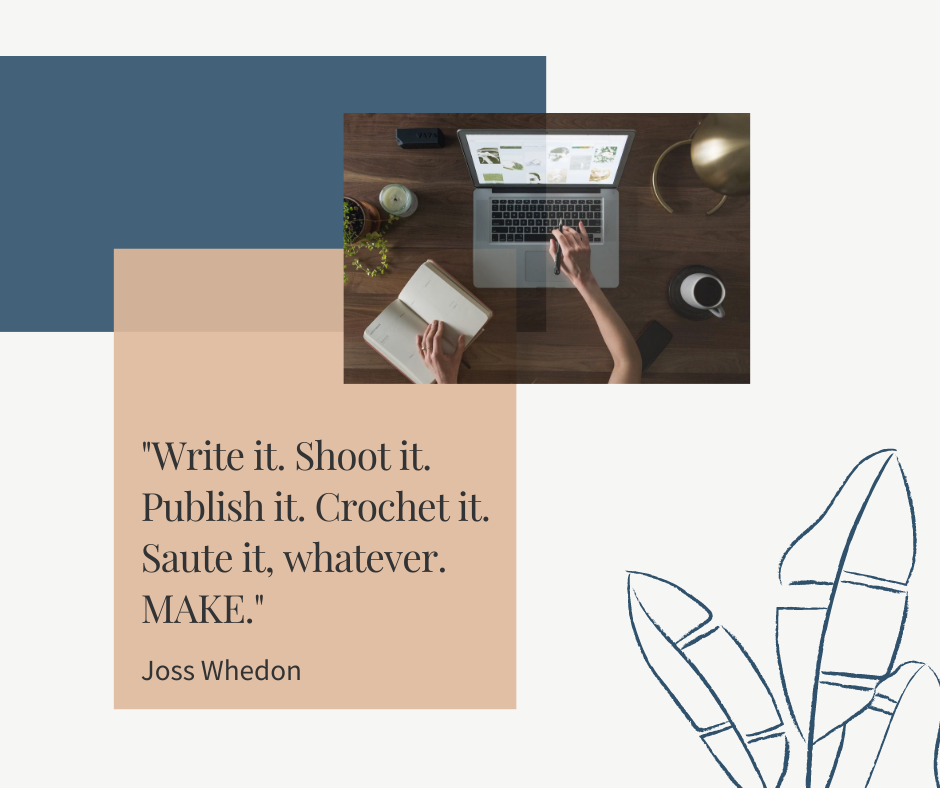 "Write it. Shoot it.
Publish it. Crochet it.
Saute it, whatever.
MAKE."
Joss Whedon